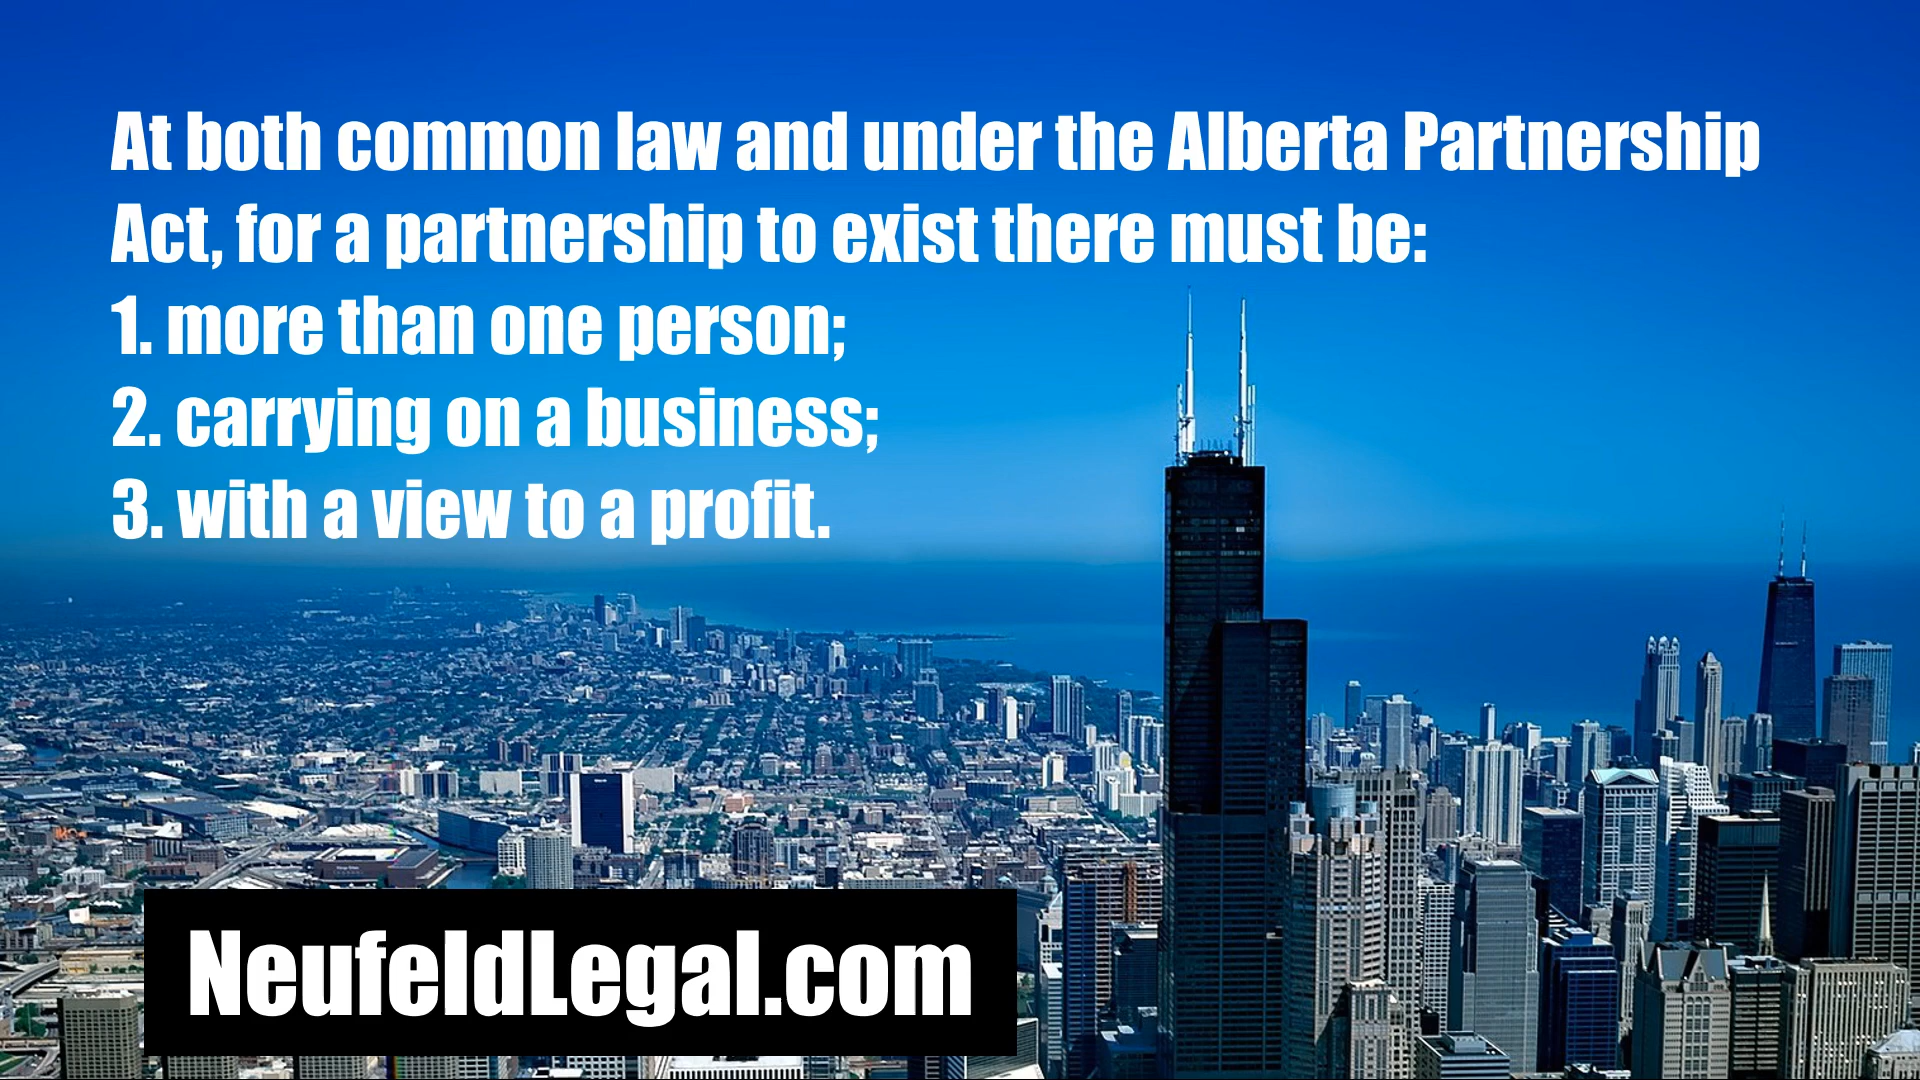 At both common law and under the Alberta Partnership
Act, for a partnership to exist there must be:
1. more than one person;
2. carrying on a business;
3. with a view to a profit.
NeufeldLegal.com